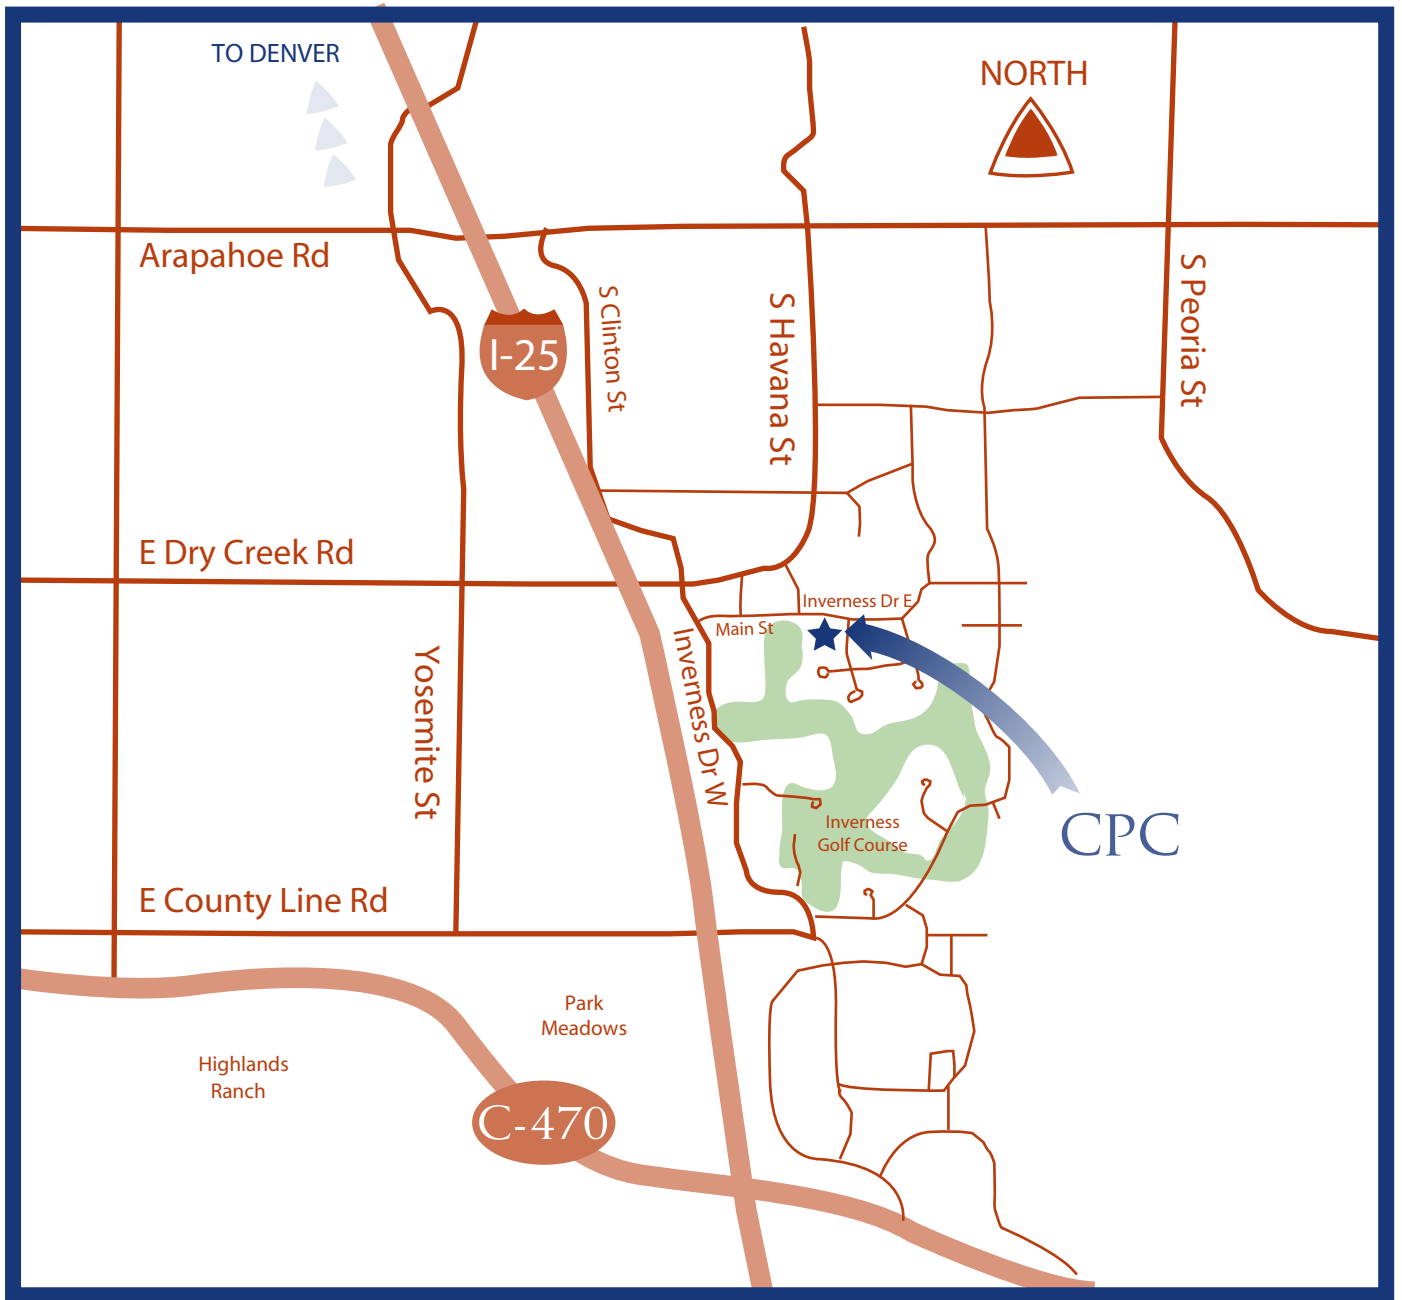 TO DENVER
NORTH
Arapahoe Rd
S Peoria St
S Clinton St
S Havana St
I-25
E Dry Creek Rd
Inverness Dr E
Main St
Inverness Dr W
Yosemite St
CPC
Inverness
Golf Course
E County Line Rd
Park
Meadows
Highlands
Ranch
C-470